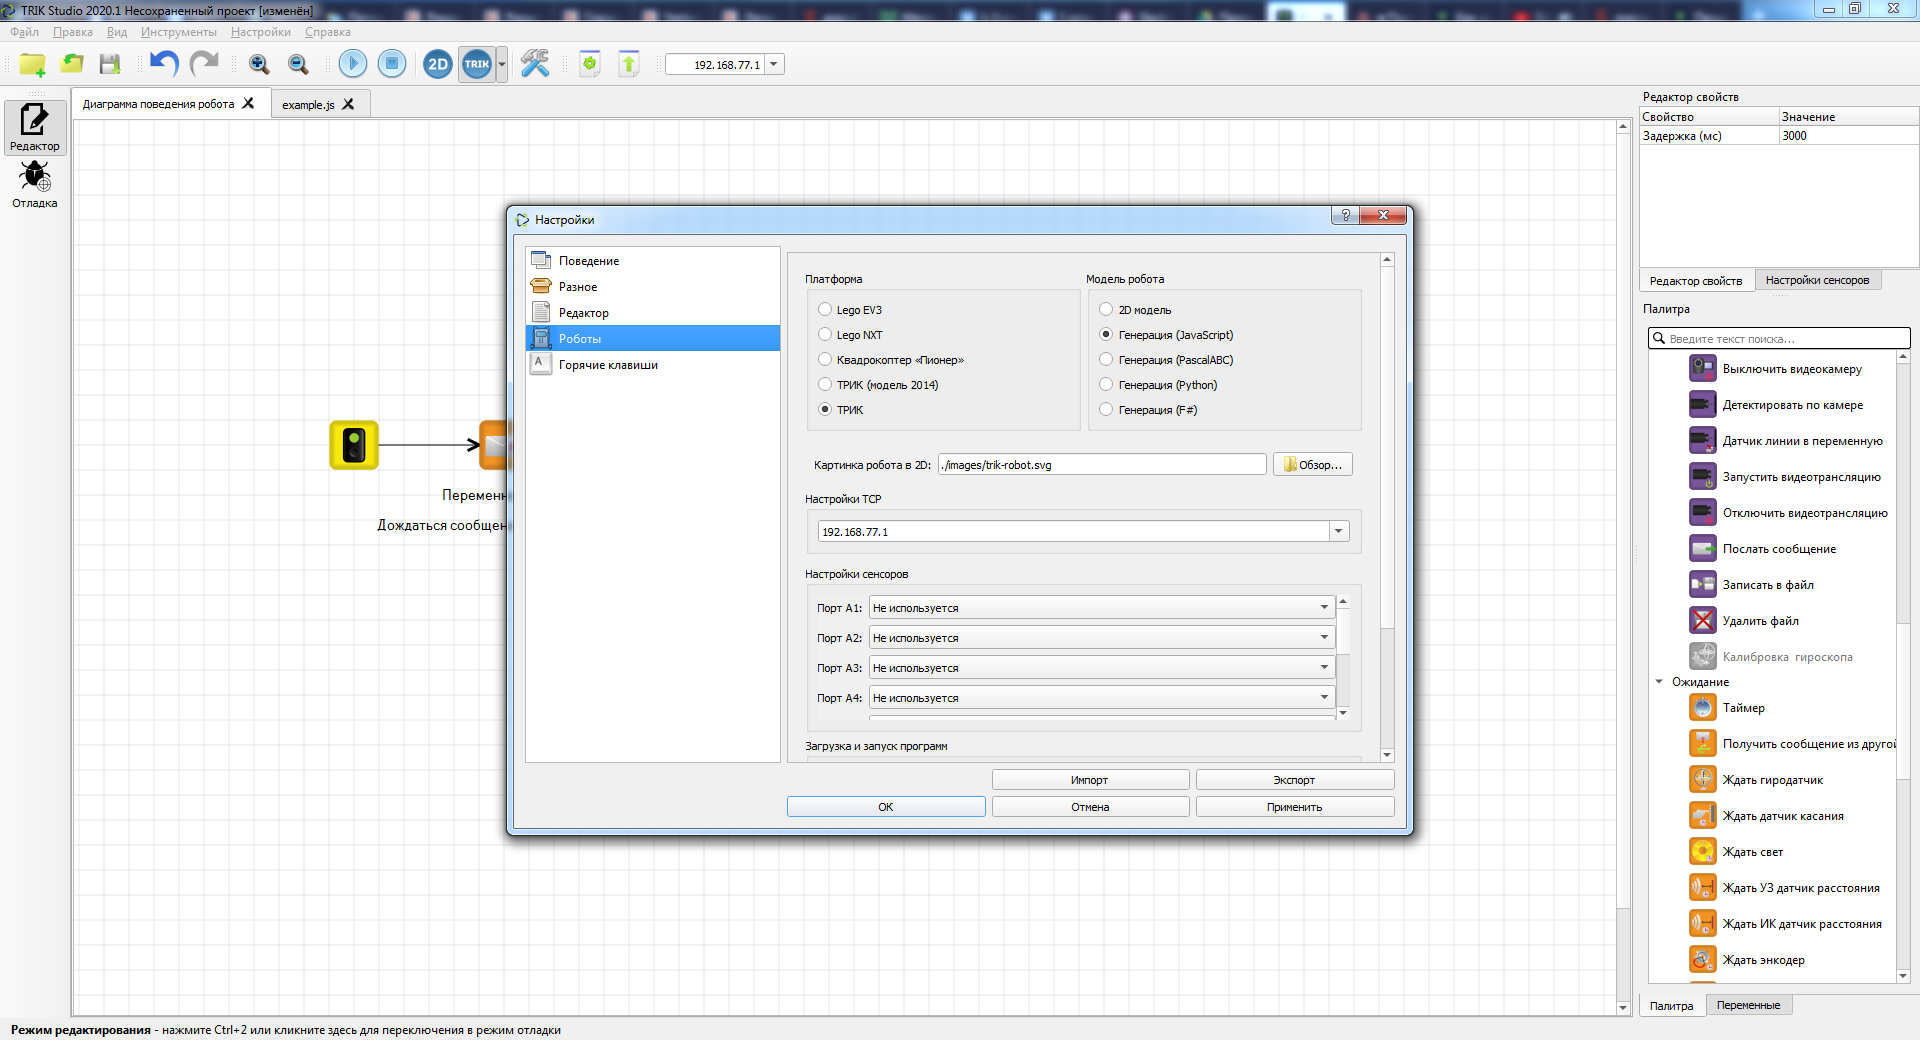 TRIK Studio 2020.1 Несохраненный проект [изменён]
Файл Правка Вид Инструменты Настройки Справка
2D TRIK 192.168.77.1
Редактор
Отладка
Диаграмма поведения робота
example.js
Дождаться сообщен
Настройки
Поведение
Разное
Редактор
Роботы
Горячие клавиши
Платформа
Lego EV3
Lego NXT
Квадрокоптер «Пионер»
ТРИК (модель 2014)
ТРИК
Модель робота
2D модель
Генерация (JavaScript)
Генерация (PascalABC)
Генерация (Python)
Генерация (F#)
Картинка робота в 2D: ./images/trik-robot.svg Обзор...
Настройки TCP
192.168.77.1
Настройки сенсоров
Порт A1: Не используется
Порт A2: Не используется
Порт A3: Не используется
Порт A4: Не используется
Загрузка и запуск программ
Импорт Экспорт
ОК Отмена Применить
Редактор свойств
Свойство Значение
Задержка (мс) 3000
Редактор свойств Настройки сенсоров
Палитра
Введите текст поиска...
Выключить видеокамеру
Детектировать по камере
Датчик линии в переменную
Запустить видеотрансляцию
Отключить видеотрансляцию
Послать сообщение
Записать в файл
Удалить файл
Калибровка гироскопа
Ожидание
Таймер
Получить сообщение из другой
Ждать гиродатчик
Ждать датчик касания
Ждать свет
Ждать УЗ датчик расстояния
Ждать ИК датчик расстояния
Ждать энкодер
Палитра Переменные
Режим редактирования - нажмите Ctrl+2 или кликните здесь для переключения в режим отладки